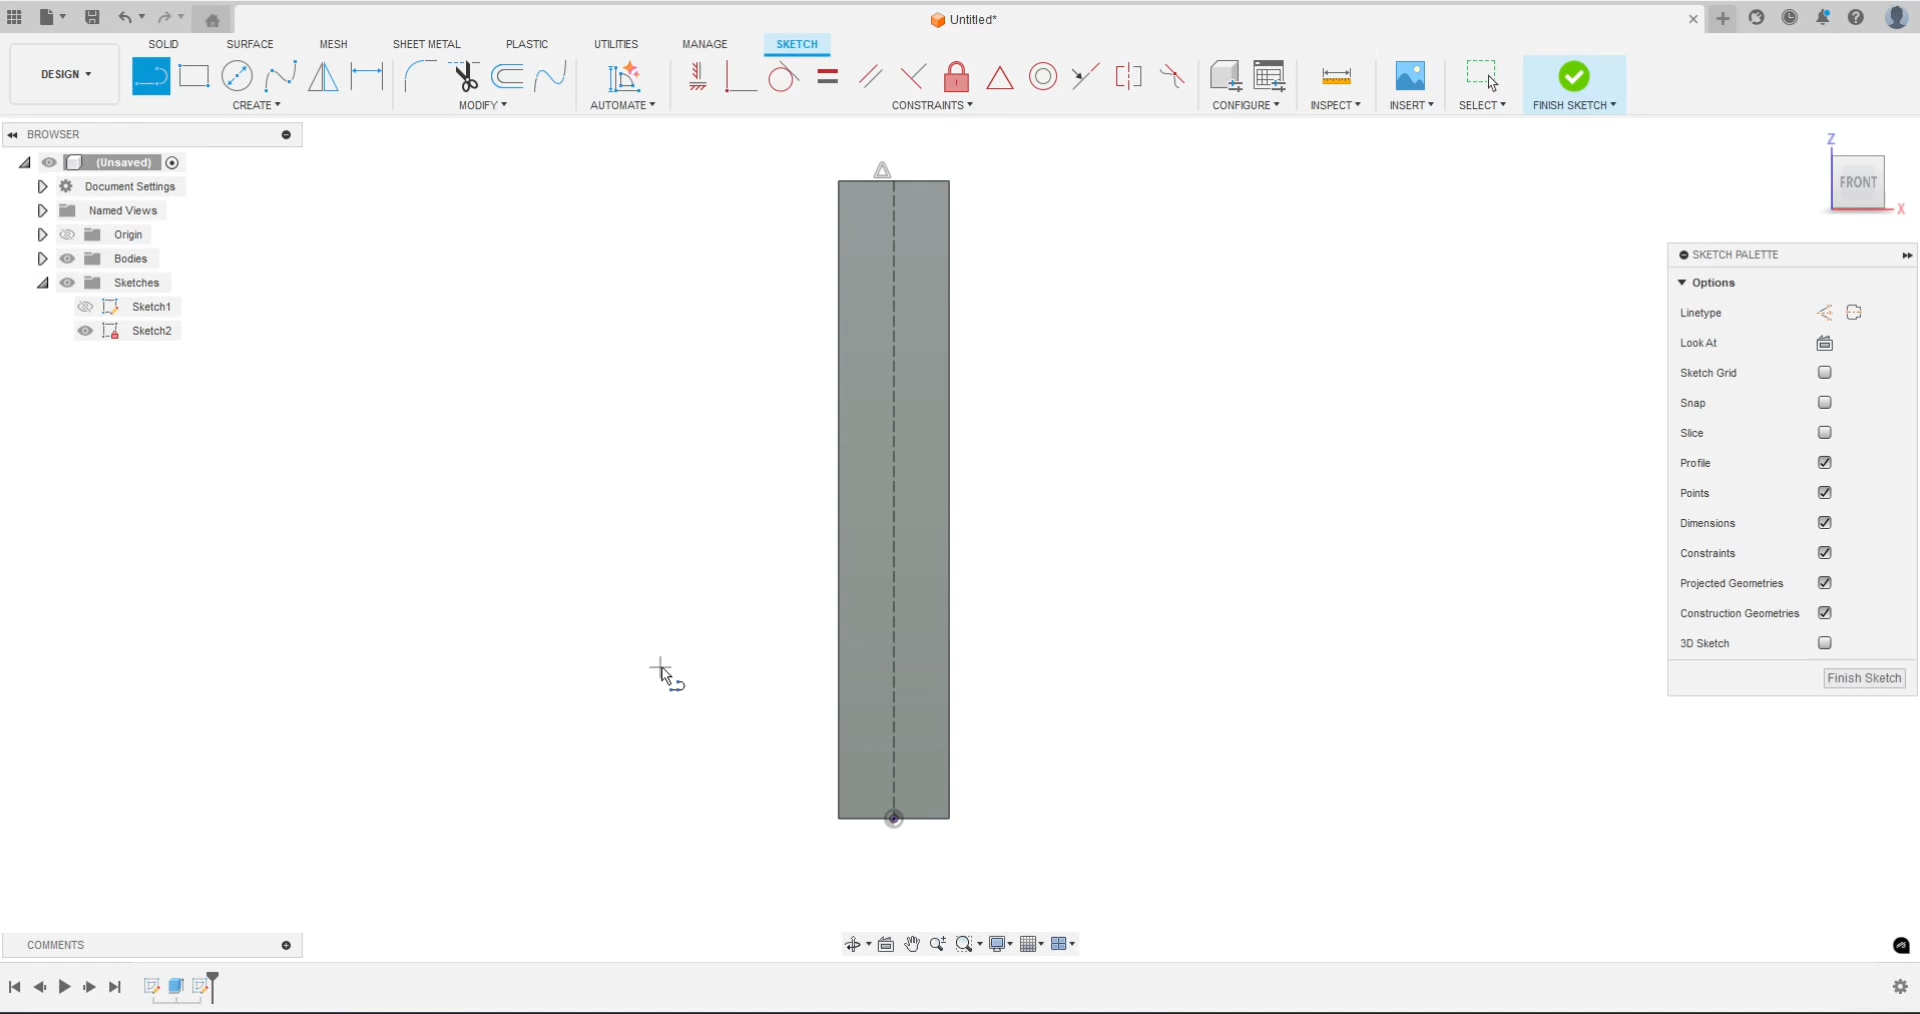 Untitled*
SOLID SURFACE MESH SHEET METAL PLASTIC UTILITIES MANAGE SKETCH
DESIGN
CREATE MODIFY AUTOMATE CONSTRAINTS CONFIGURE INSPECT INSERT SELECT FINISH SKETCH
BROWSER
(Unsaved)
Document Settings
Named Views
Origin
Bodies
Sketches
Sketch1
Sketch2
Z
FRONT
X
SKETCH PALETTE
Options
Linetype
Look At
Sketch Grid
Snap
Slice
Profile
Points
Dimensions
Constraints
Projected Geometries
Construction Geometries
3D Sketch
Finish Sketch
COMMENTS